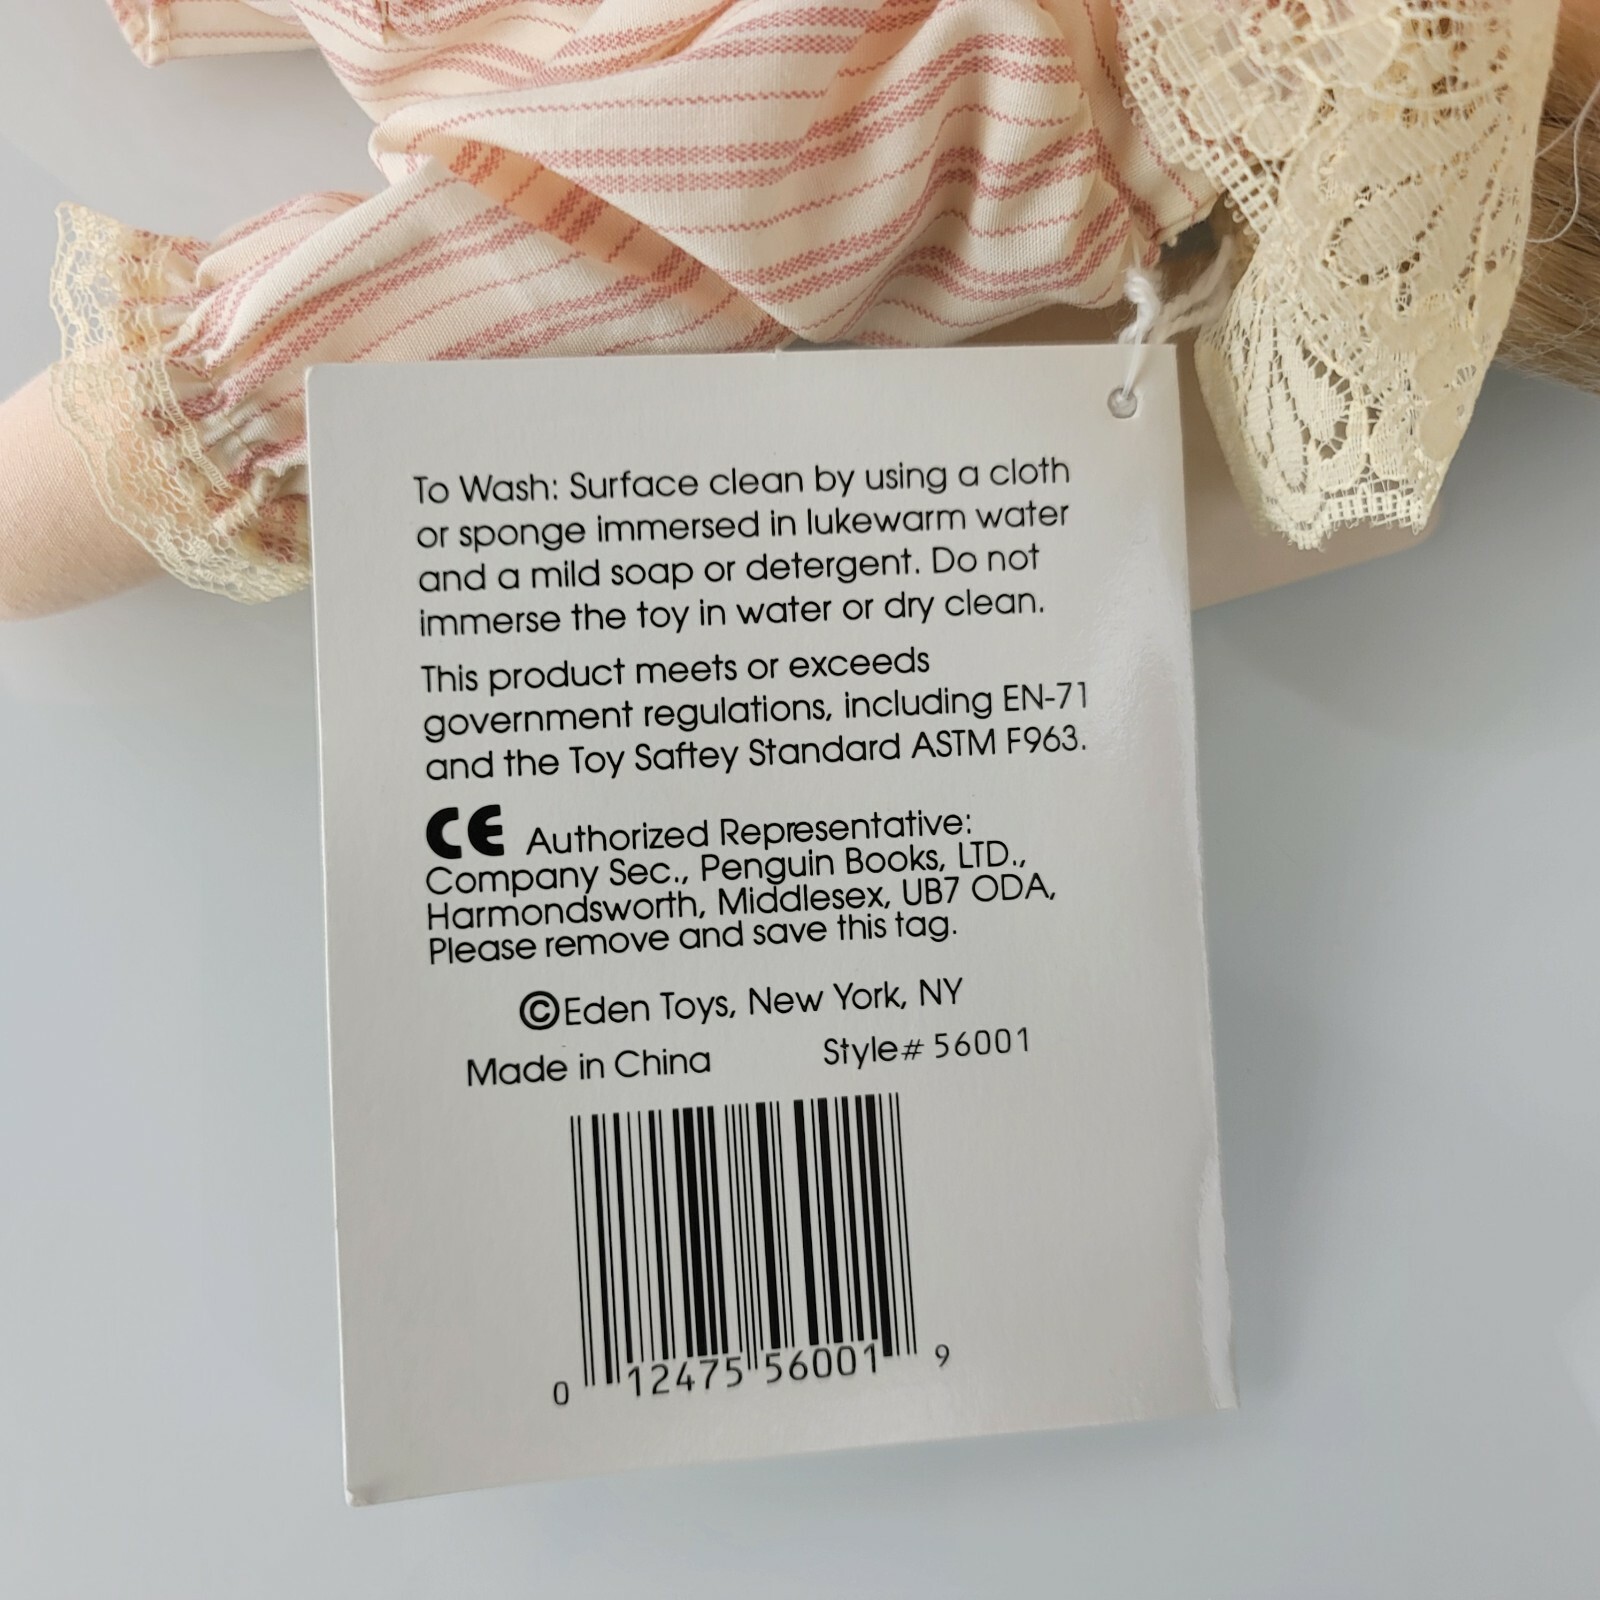 To Wash: Surface clean by using a cloth
or sponge immersed in lukewarm water
and a mild soap or detergent. Do not
immerse the toy in water or dry clean.
This product meets or exceeds
government regulations, including EN-71
and the Toy Saftey Standard ASTM F963.
CE Authorized Representative:
Company Sec., Penguin Books, LTD.,
Harmondsworth, Middlesex, UB7 ODA,
Please remove and save this tag.
©Eden Toys, New York, NY
Made in China Style# 56001
0 12475 56001 9